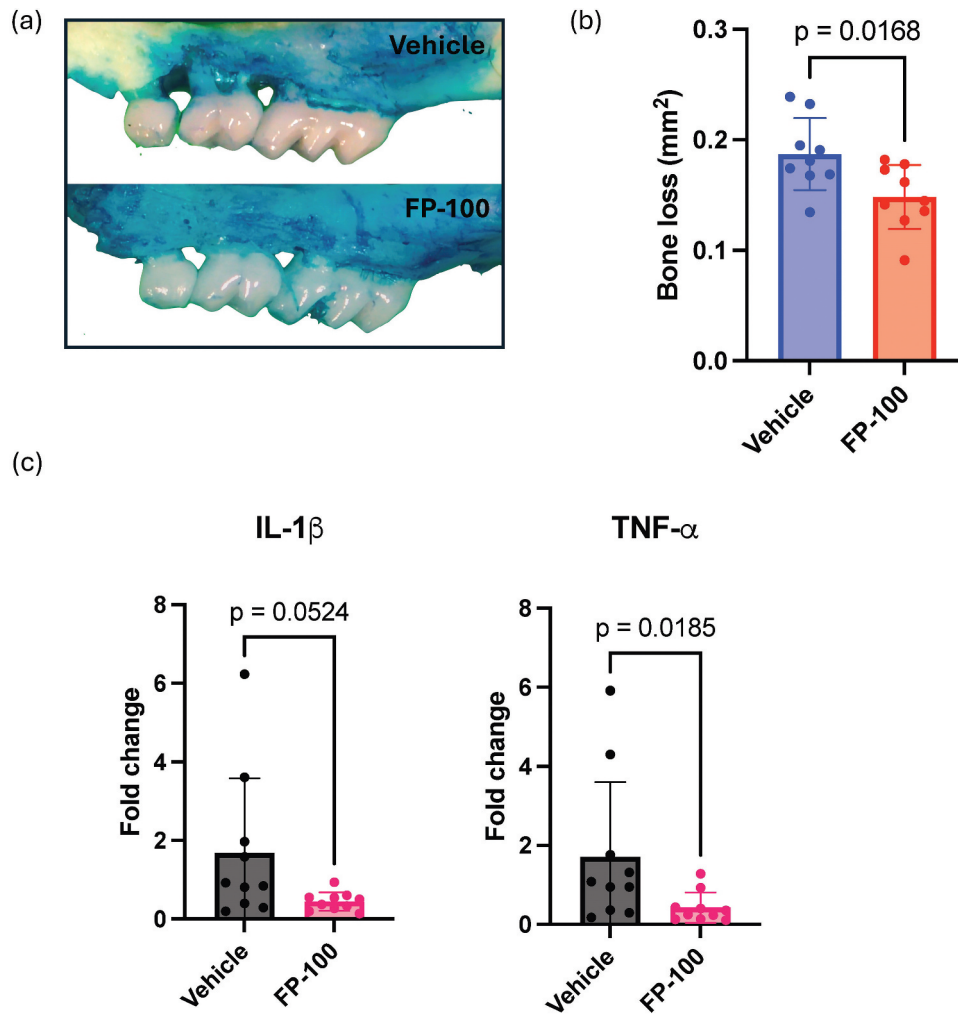 (a)
Vehicle
FP-100
(b)
p = 0.0168
Bone loss (mm²)
0.3
0.2
0.1
0.0
Vehicle
FP-100
(c)
IL-1β
p = 0.0524
Fold change
8
6
4
2
0
Vehicle
FP-100
TNF-α
p = 0.0185
Fold change
8
6
4
2
0
Vehicle
FP-100